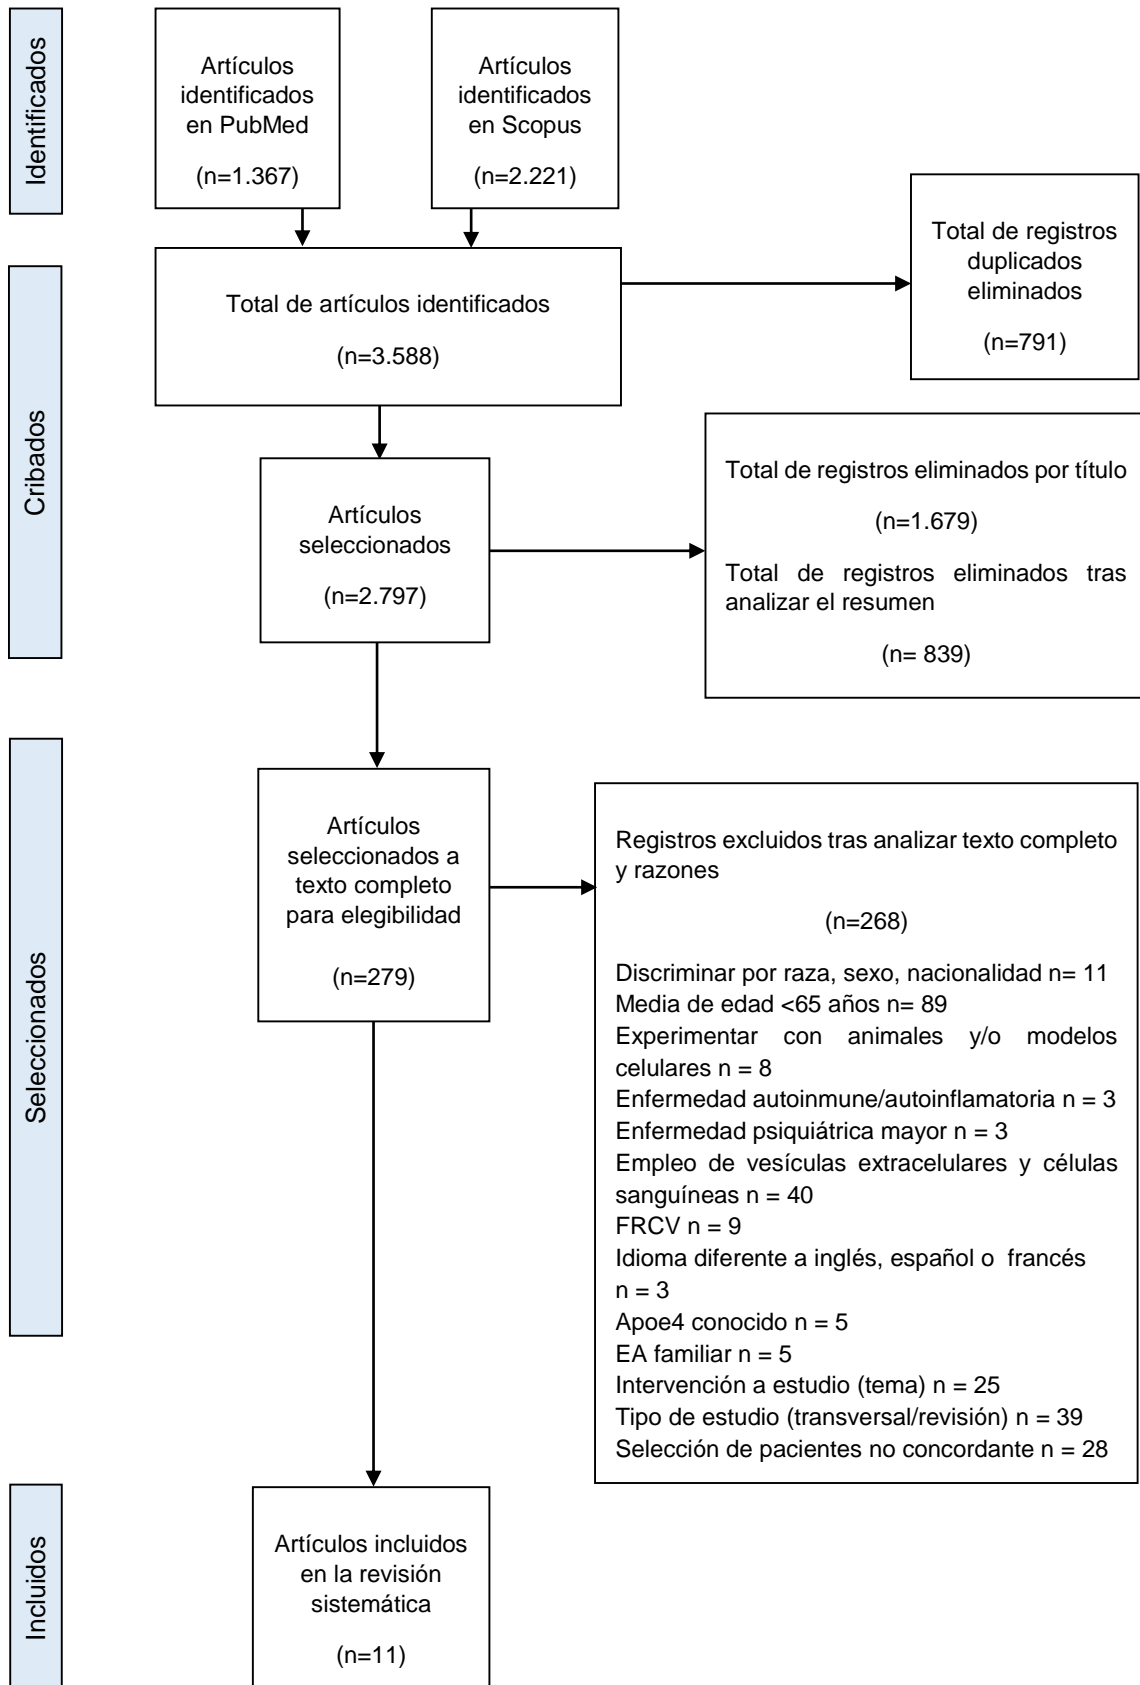 Identificados
Artículos
identificados
en PubMed
(n=1.367)
Artículos
identificados
en Scopus
(n=2.221)
Total de registros
duplicados
eliminados
(n=791)
Cribados
Total de artículos identificados
(n=3.588)
Artículos
seleccionados
(n=2.797)
Total de registros eliminados por título
(n=1.679)
Total de registros eliminados tras
analizar el resumen
(n= 839)
Seleccionados
Artículos
seleccionados a
texto completo
para elegibilidad
(n=279)
Registros excluidos tras analizar texto completo
y razones
(n=268)
Discriminar por raza, sexo, nacionalidad n= 11
Media de edad <65 años n= 89
Experimentar con animales y/o modelos
celulares n = 8
Enfermedad autoinmune/autoinflamatoria n = 3
Enfermedad psiquiátrica mayor n = 3
Empleo de vesículas extracelulares y células
sanguíneas n = 40
FRCV n = 9
Idioma diferente a inglés, español o francés
n = 3
Apoe4 conocido n = 5
EA familiar n = 5
Intervención a estudio (tema) n = 25
Tipo de estudio (transversal/revisión) n = 39
Selección de pacientes no concordante n = 28
Incluidos
Artículos incluidos
en la revisión
sistemática
(n=11)